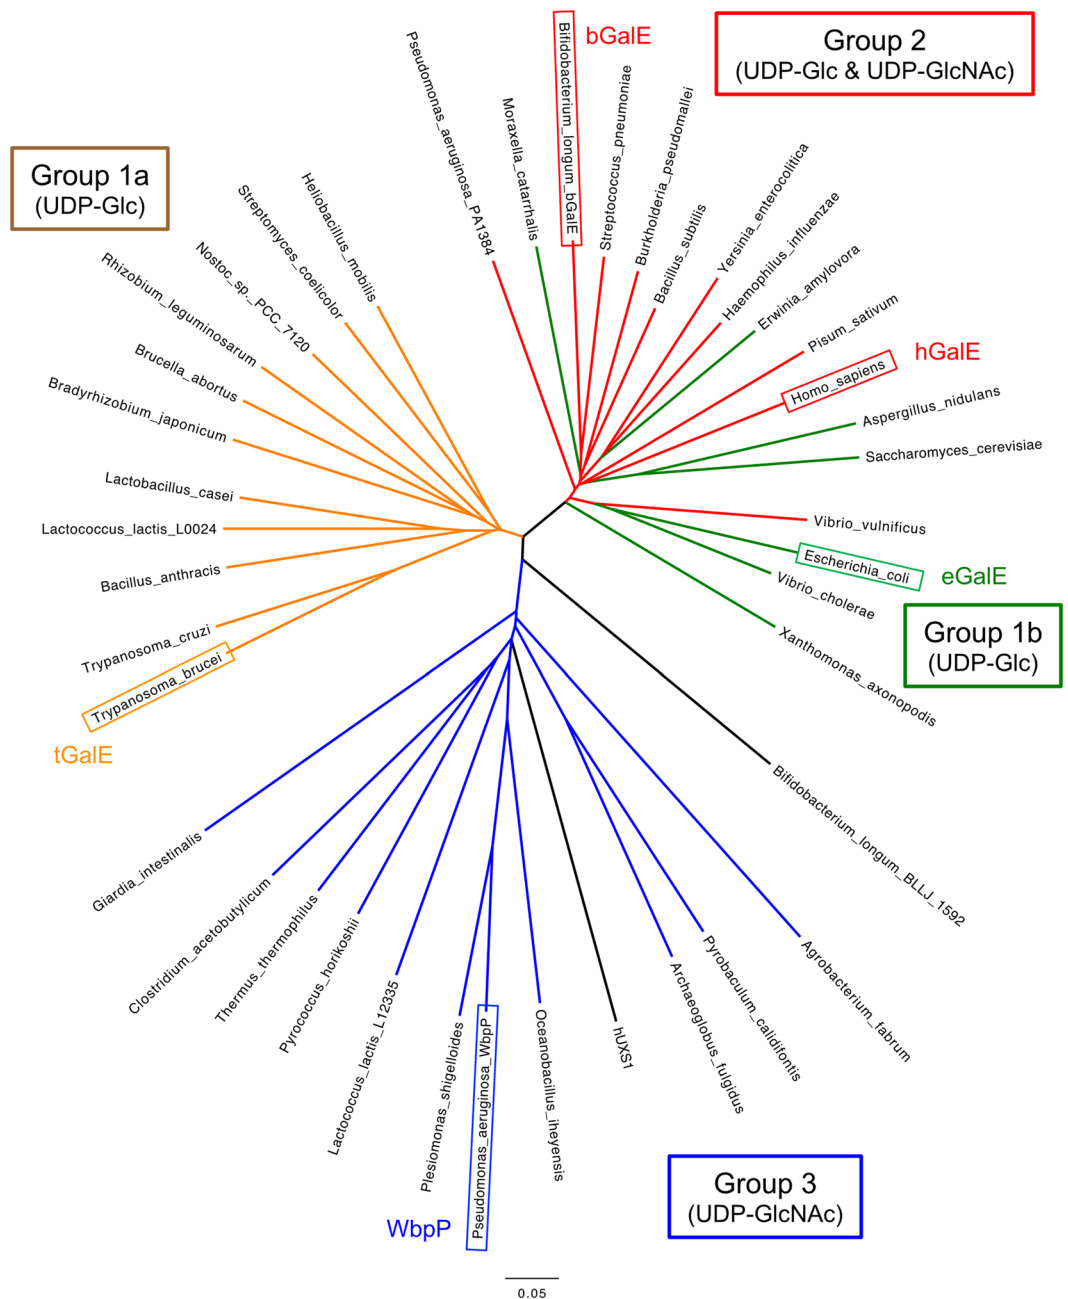 Group 2
(UDP-Glc & UDP-GlcNAc)
bGalE
Pseudomonas_aeruginosa_PA1384
Moraxella_catarrhalis
Bifidobacterium_longum_bGalE
Streptococcus_pneumoniae
Burkholderia_pseudomallei
Bacillus_subtilis
Yersinia_enterocolitica
Haemophilus_influenzae
Erwinia_amylovora
Pisum_sativum
hGalE
Homo_sapiens
Aspergillus_nidulans
Saccharomyces_cerevisiae
Vibrio_vulnificus
Escherichia_coli
eGalE
Vibrio_cholerae
Xanthomonas_axonopodis
Group 1b
(UDP-Glc)
Bifidobacterium_longum_BLLJ_1592
Agrobacterium_fabrum
Pyrobaculum_calidifontis
Archaeoglobus_fulgidus
hUXS1
Oceanobacillus_iheyensis
Pseudomonas_aeruginosa_WbpP
WbpP
Plesiomonas_shigelloides
Lactococcus_lactis_L12335
Pyrococcus_horikoshii
Thermus_thermophilus
Clostridium_acetobutylicum
Giardia_intestinalis
Group 3
(UDP-GlcNAc)
tGalE
Trypanosoma_brucei
Trypanosoma_cruzi
Bacillus_anthracis
Lactococcus_lactis_L0024
Lactobacillus_casei
Bradyrhizobium_japonicum
Brucella_abortus
Rhizobium_leguminosarum
Nostoc_sp._PCC_7120
Streptomyces_coelicolor
Heliobacillus_mobilis
Group 1a
(UDP-Glc)
0.05